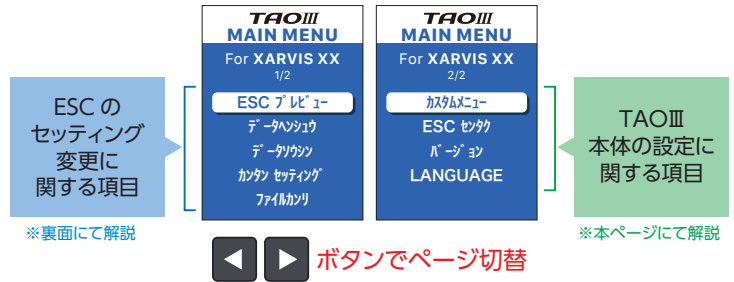 ESC の
セッティング
変更に
関する項目
※裏面にて解説
TAOⅢ
MAIN MENU
For XARVIS XX
1/2
ESC ﾌﾟﾚﾋﾞｭｰ
ﾃﾞｰﾀﾍﾝｼｭｳ
ﾃﾞｰﾀｿｳｼﾝ
ｶﾝﾀﾝ ｾｯﾃｨﾝｸﾞ
ﾌｧｲﾙｶﾝﾘ
TAOⅢ
MAIN MENU
For XARVIS XX
2/2
ｶｽﾀﾑﾒﾆｭｰ
ESC ｾﾝﾀｸ
ﾊﾞｰｼﾞｮﾝ
LANGUAGE
TAOⅢ
本体の設定に
関する項目
※本ページにて解説
ボタンでページ切替